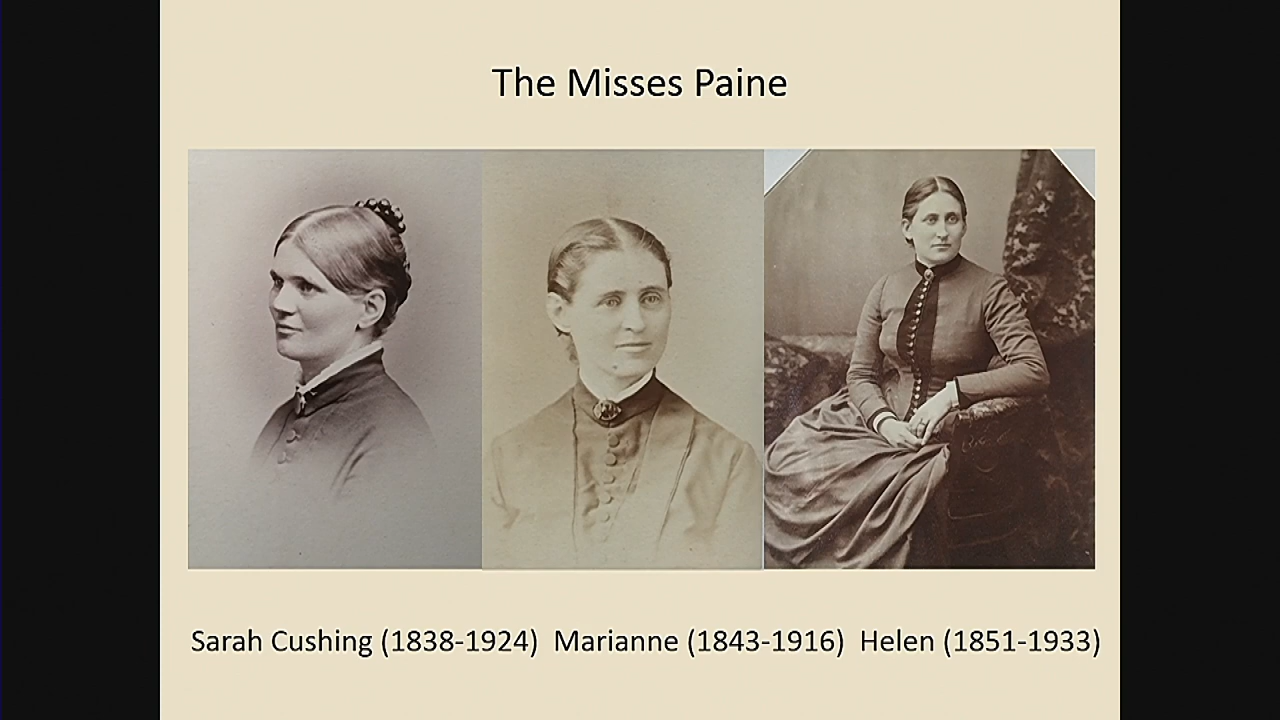 The Misses Paine
Sarah Cushing (1838-1924) Marianne (1843-1916) Helen (1851-1933)